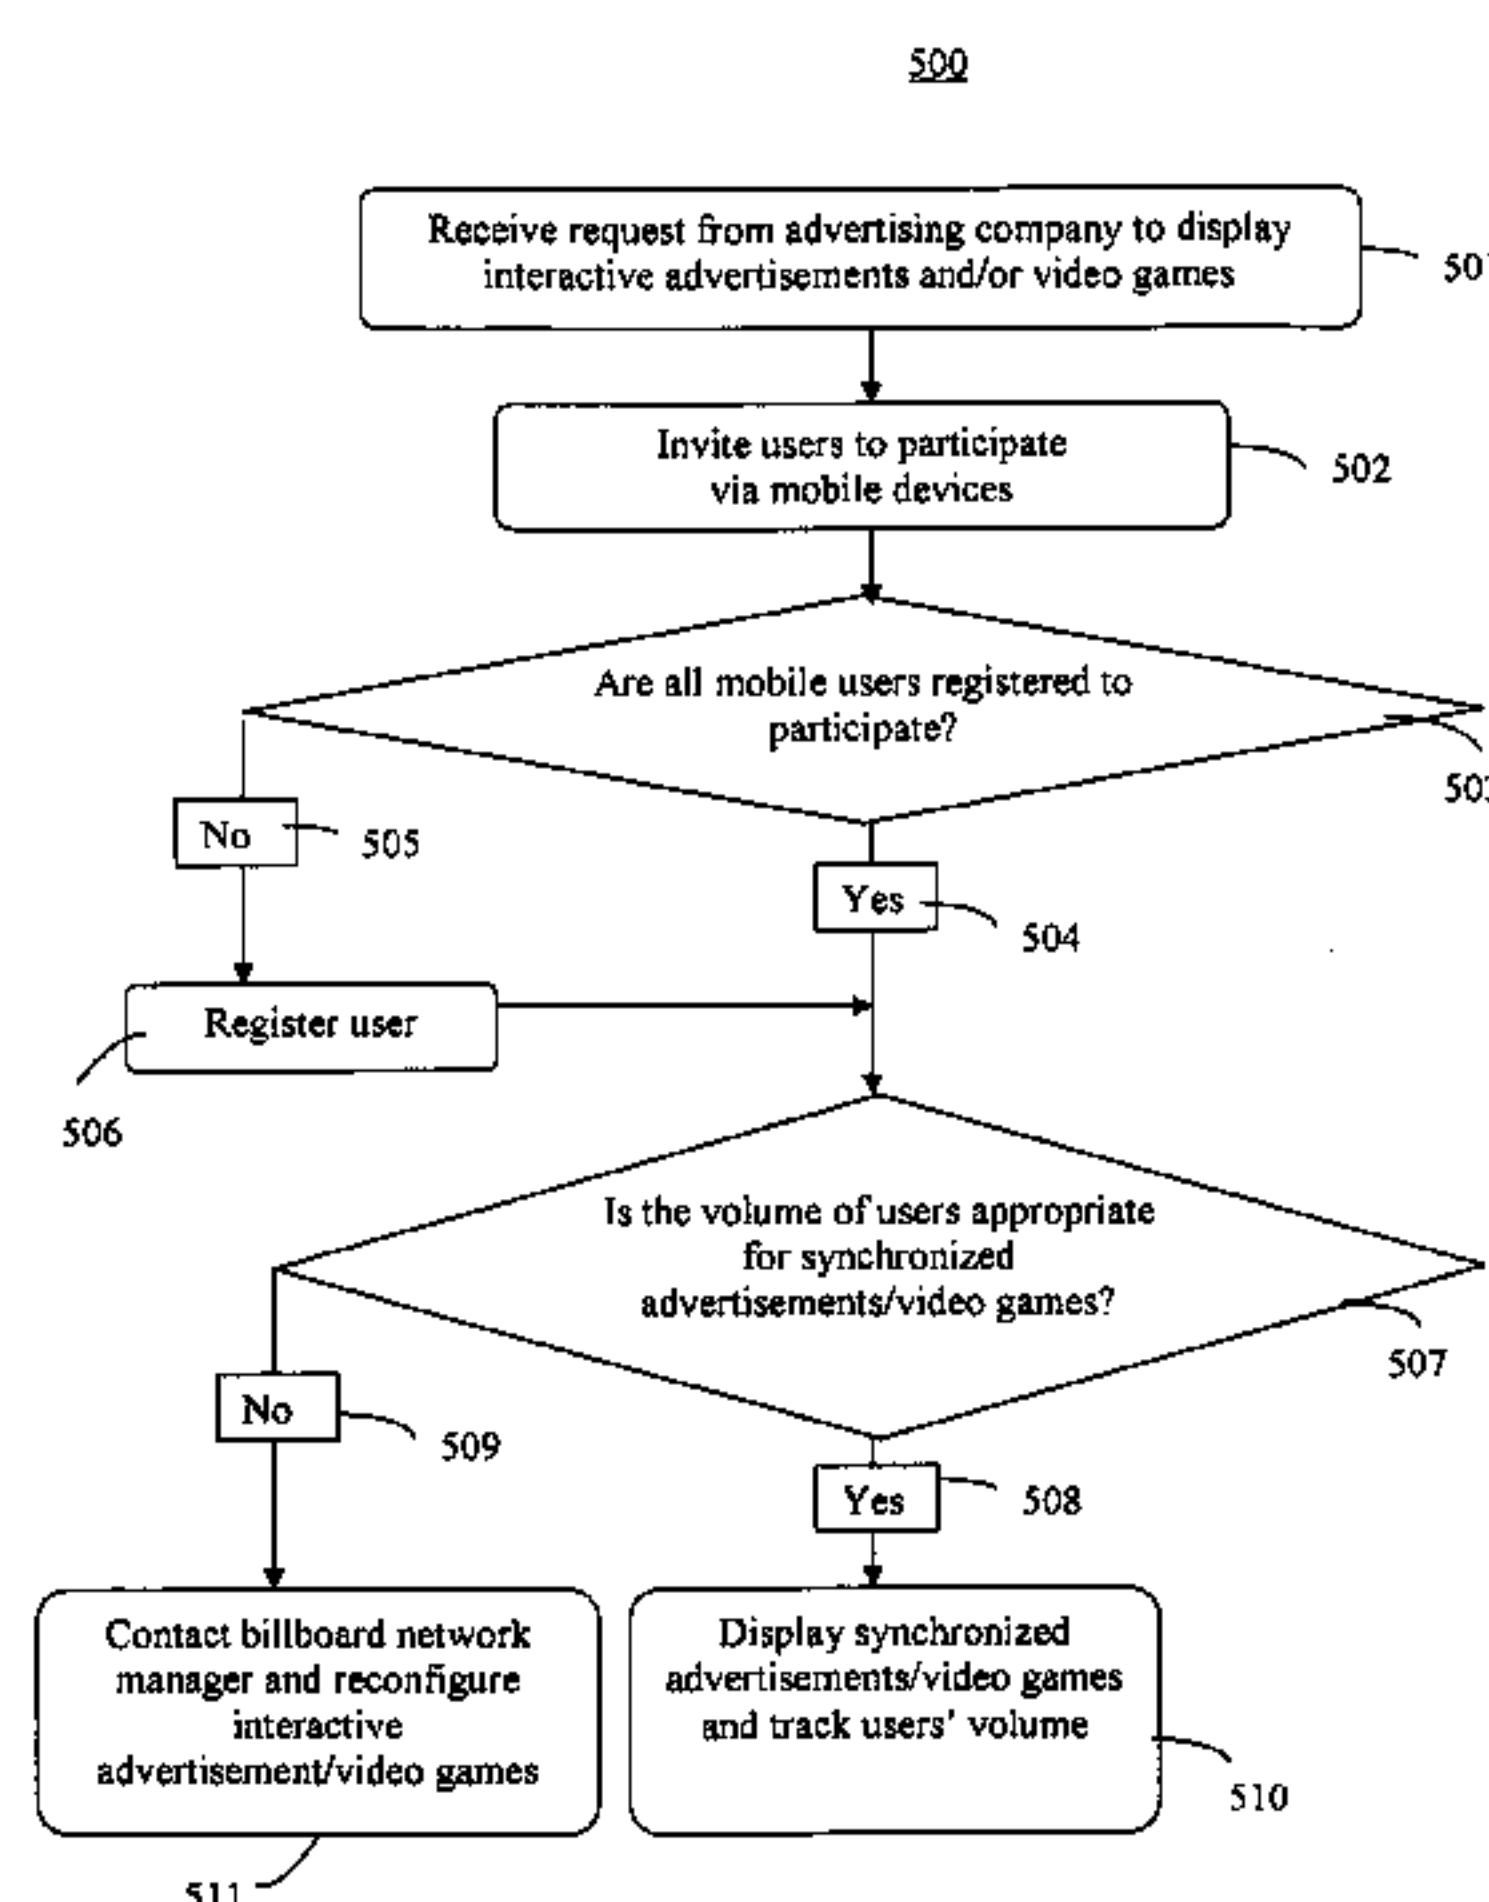 500
Receive request from advertising company to display
interactive advertisements and/or video games
501
Invite users to participate
via mobile devices
502
Are all mobile users registered to
participate?
503
No
505
Yes
504
Register user
506
Is the volume of users appropriate
for synchronized
advertisements/video games?
507
No
509
Yes
508
Contact billboard network
manager and reconfigure
interactive
advertisement/video games
511
Display synchronized
advertisements/video games
and track users' volume
510